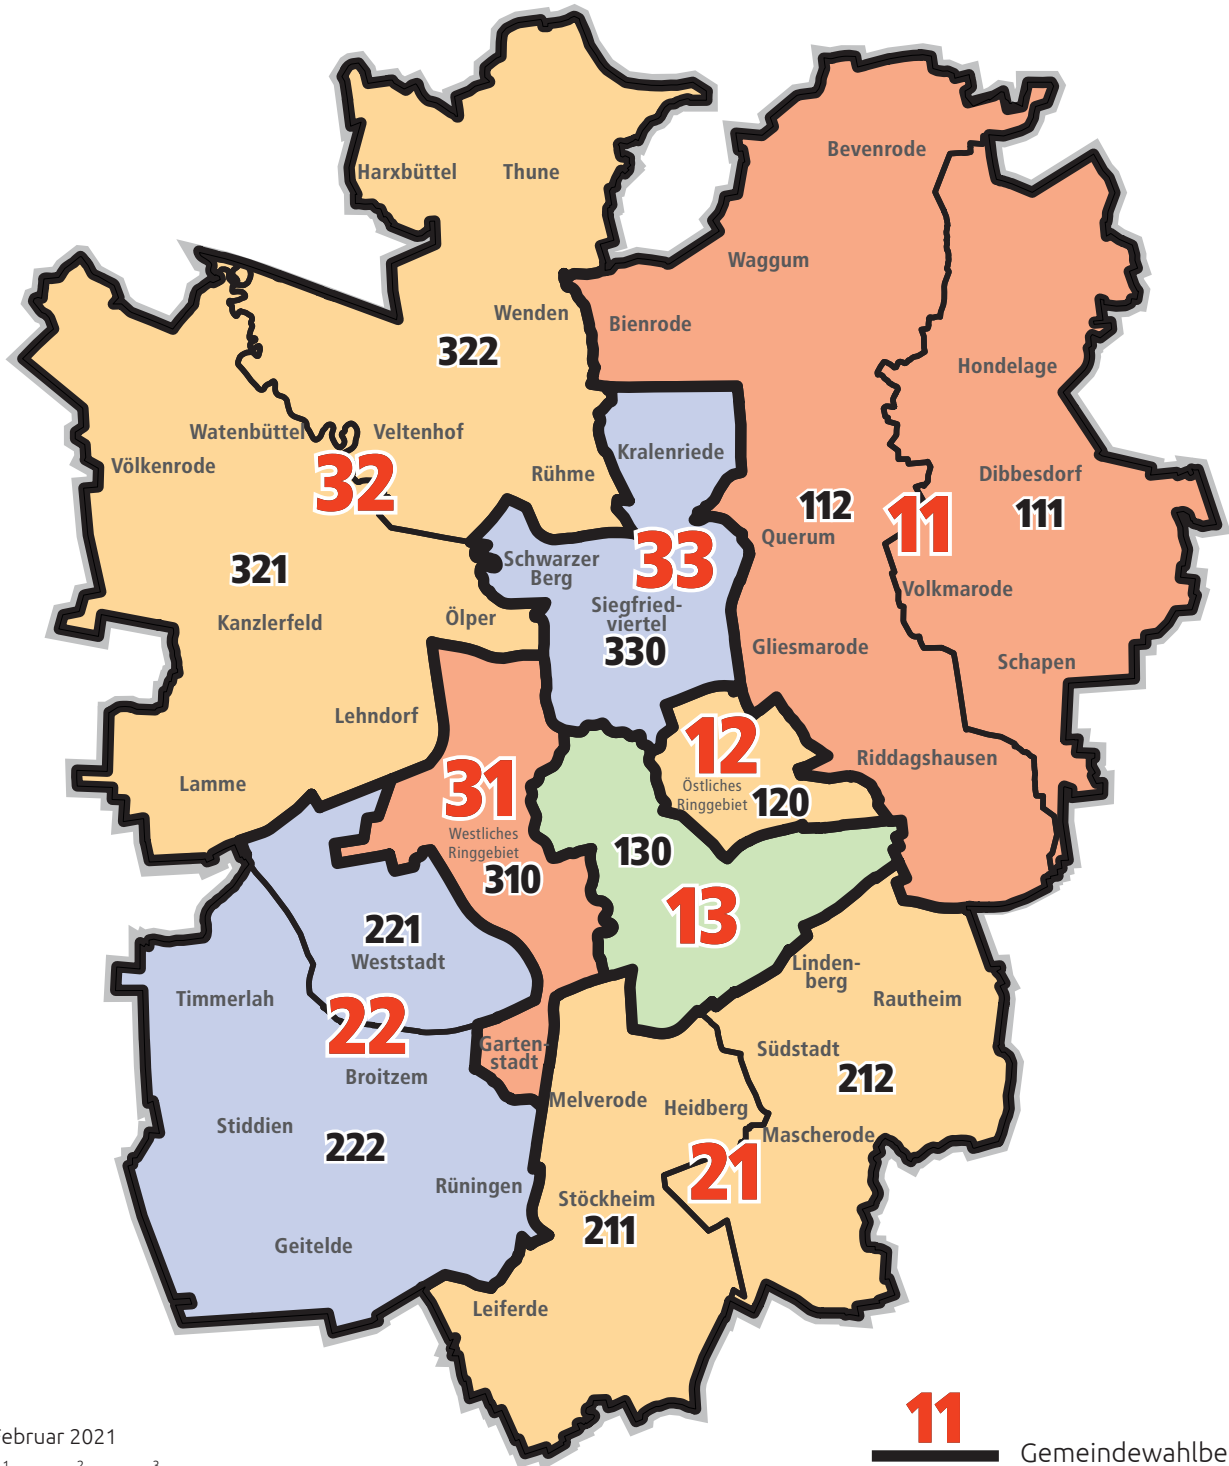 Bevenrode
Harxbüttel
Thune
Waggum
Wenden
Bienrode
322
Hondelage
Watenbüttel
Veltenhof
Völkenrode
Rühme
Kralenriede
Dibbesdorf
32
112
11
111
Querum
33
Schwarzer
Berg
321
Siegfried-
viertel
330
Volkmarode
Kanzlerfeld
Ölper
Gliesmarode
Schapen
Lehndorf
12
Riddagshausen
Lamme
31
Östliches
Ringgebiet
120
Westliches
Ringgebiet
310
130
13
221
Weststadt
Linden-
berg
Timmerlah
Rautheim
22
Garten-
stadt
Südstadt
212
Broitzem
Melverode
Heidberg
Stiddien
Mascherode
222
21
Rüningen
Stöckheim
211
Geitelde
Leiferde
11
ebruar 2021
Gemeindewahlbe
1 2 3